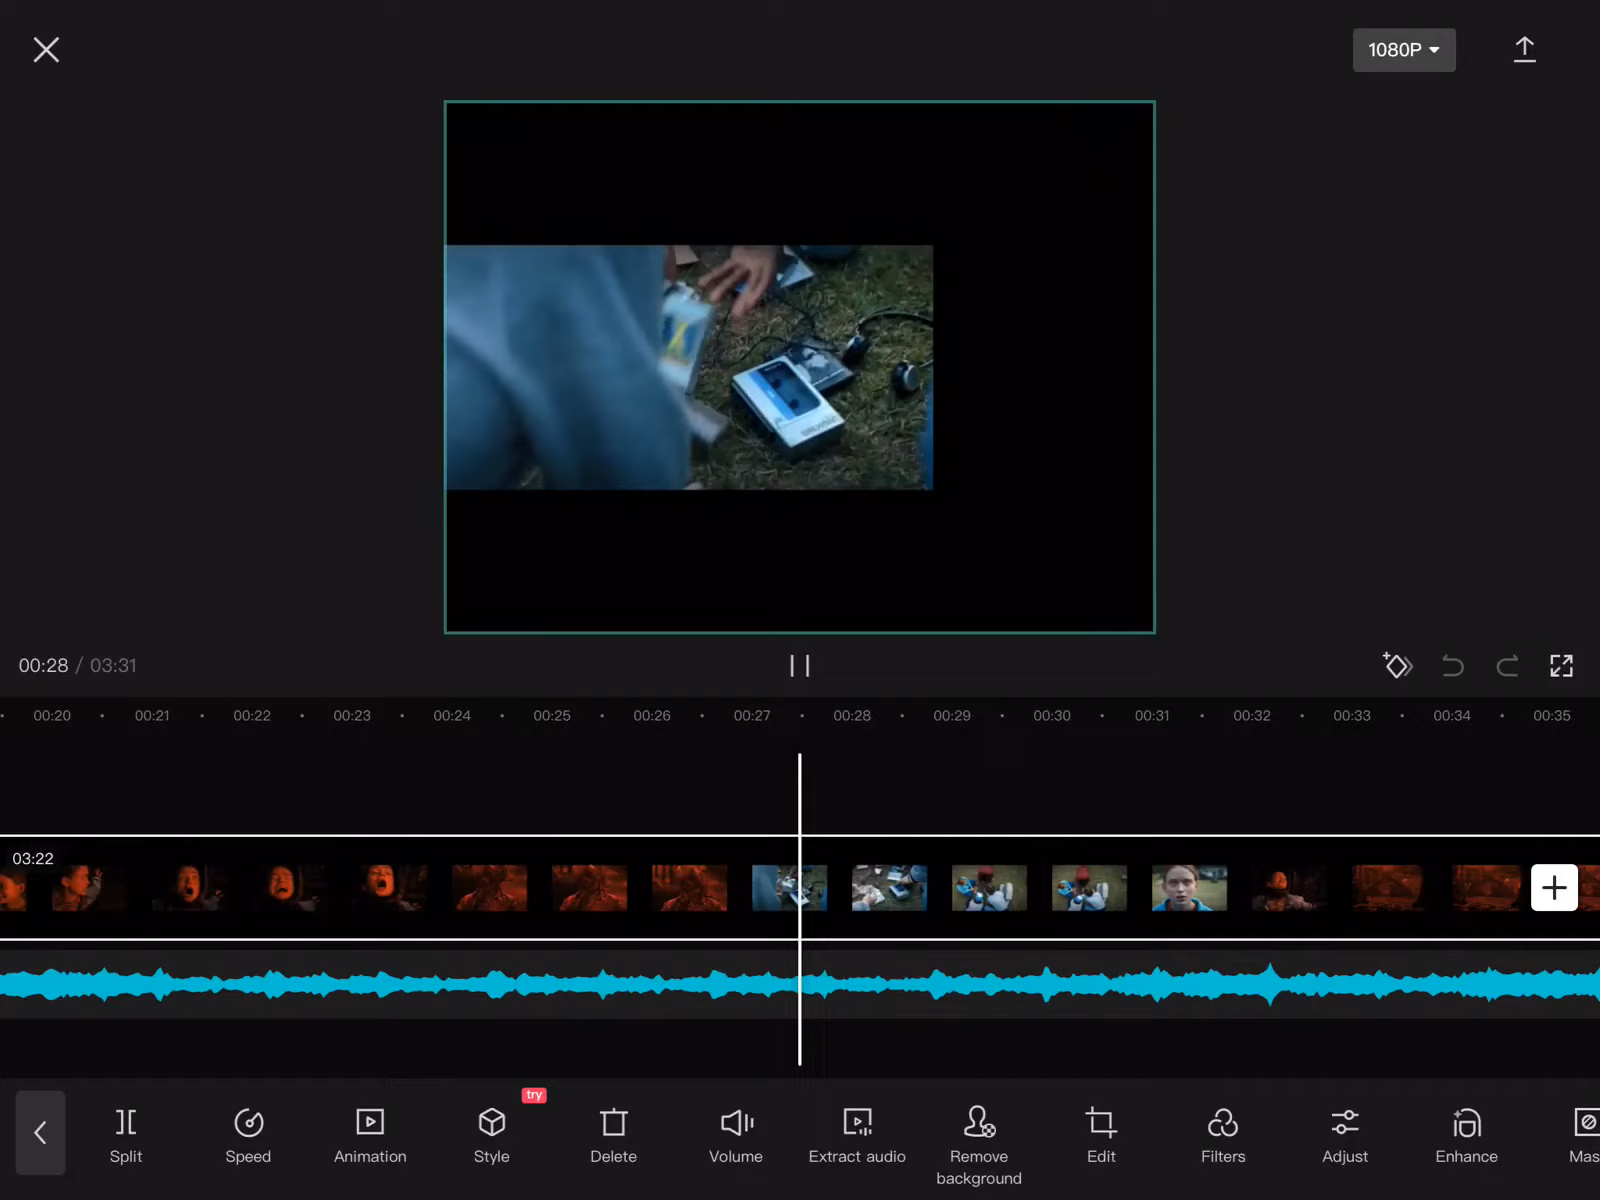 1080P
00:28 / 03:31
00:20 00:21 00:22 00:23 00:24 00:25 00:26 00:27 00:28 00:29 00:30 00:31 00:32 00:33 00:34 00:35
03:22
try
Split Speed Animation Style Delete Volume Extract audio Remove Edit Filters Adjust Enhance Mas
background